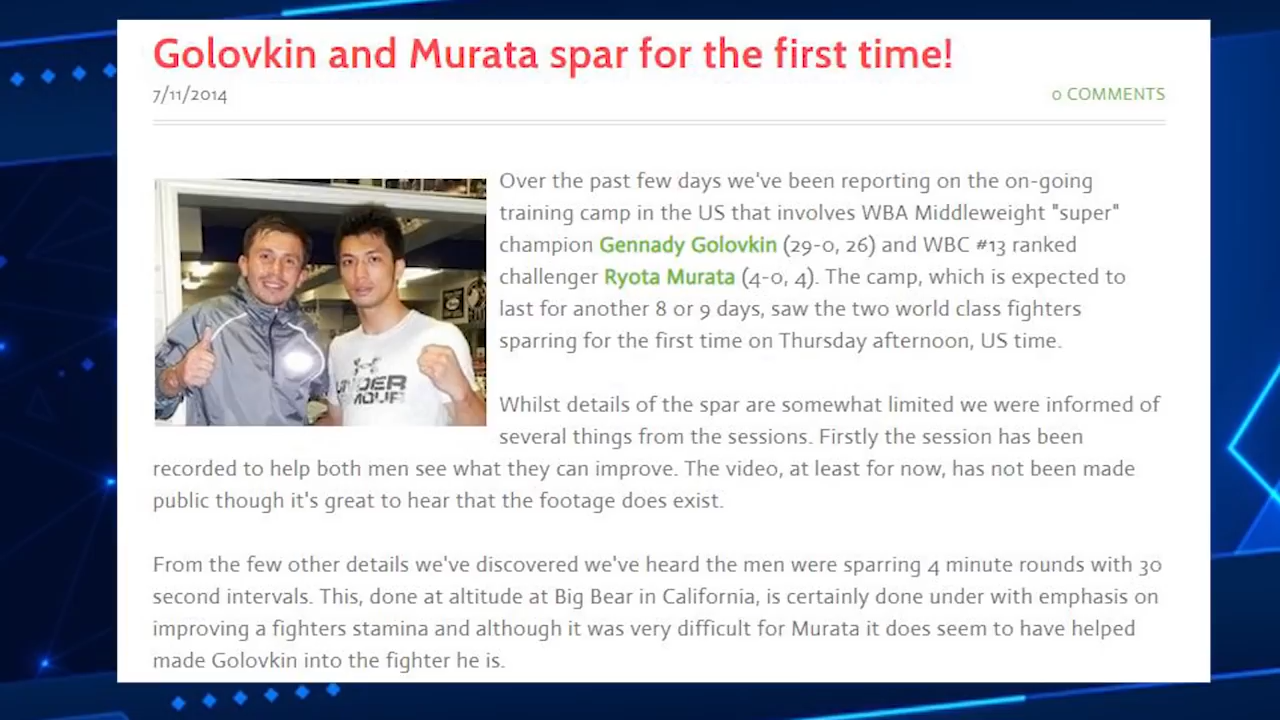 Golovkin and Murata spar for the first time!
7/11/2014
0 COMMENTS
Over the past few days we've been reporting on the on-going
training camp in the US that involves WBA Middleweight "super"
champion Gennady Golovkin (29-0, 26) and WBC #13 ranked
challenger Ryota Murata (4-0, 4). The camp, which is expected to
last for another 8 or 9 days, saw the two world class fighters
sparring for the first time on Thursday afternoon, US time.
UNDER
ARMOUR
Whilst details of the spar are somewhat limited we were informed of
several things from the sessions. Firstly the session has been
recorded to help both men see what they can improve. The video, at least for now, has not been made
public though it's great to hear that the footage does exist.
From the few other details we've discovered we've heard the men were sparring 4 minute rounds with 30
second intervals. This, done at altitude at Big Bear in California, is certainly done under with emphasis on
improving a fighters stamina and although it was very difficult for Murata it does seem to have helped
made Golovkin into the fighter he is.